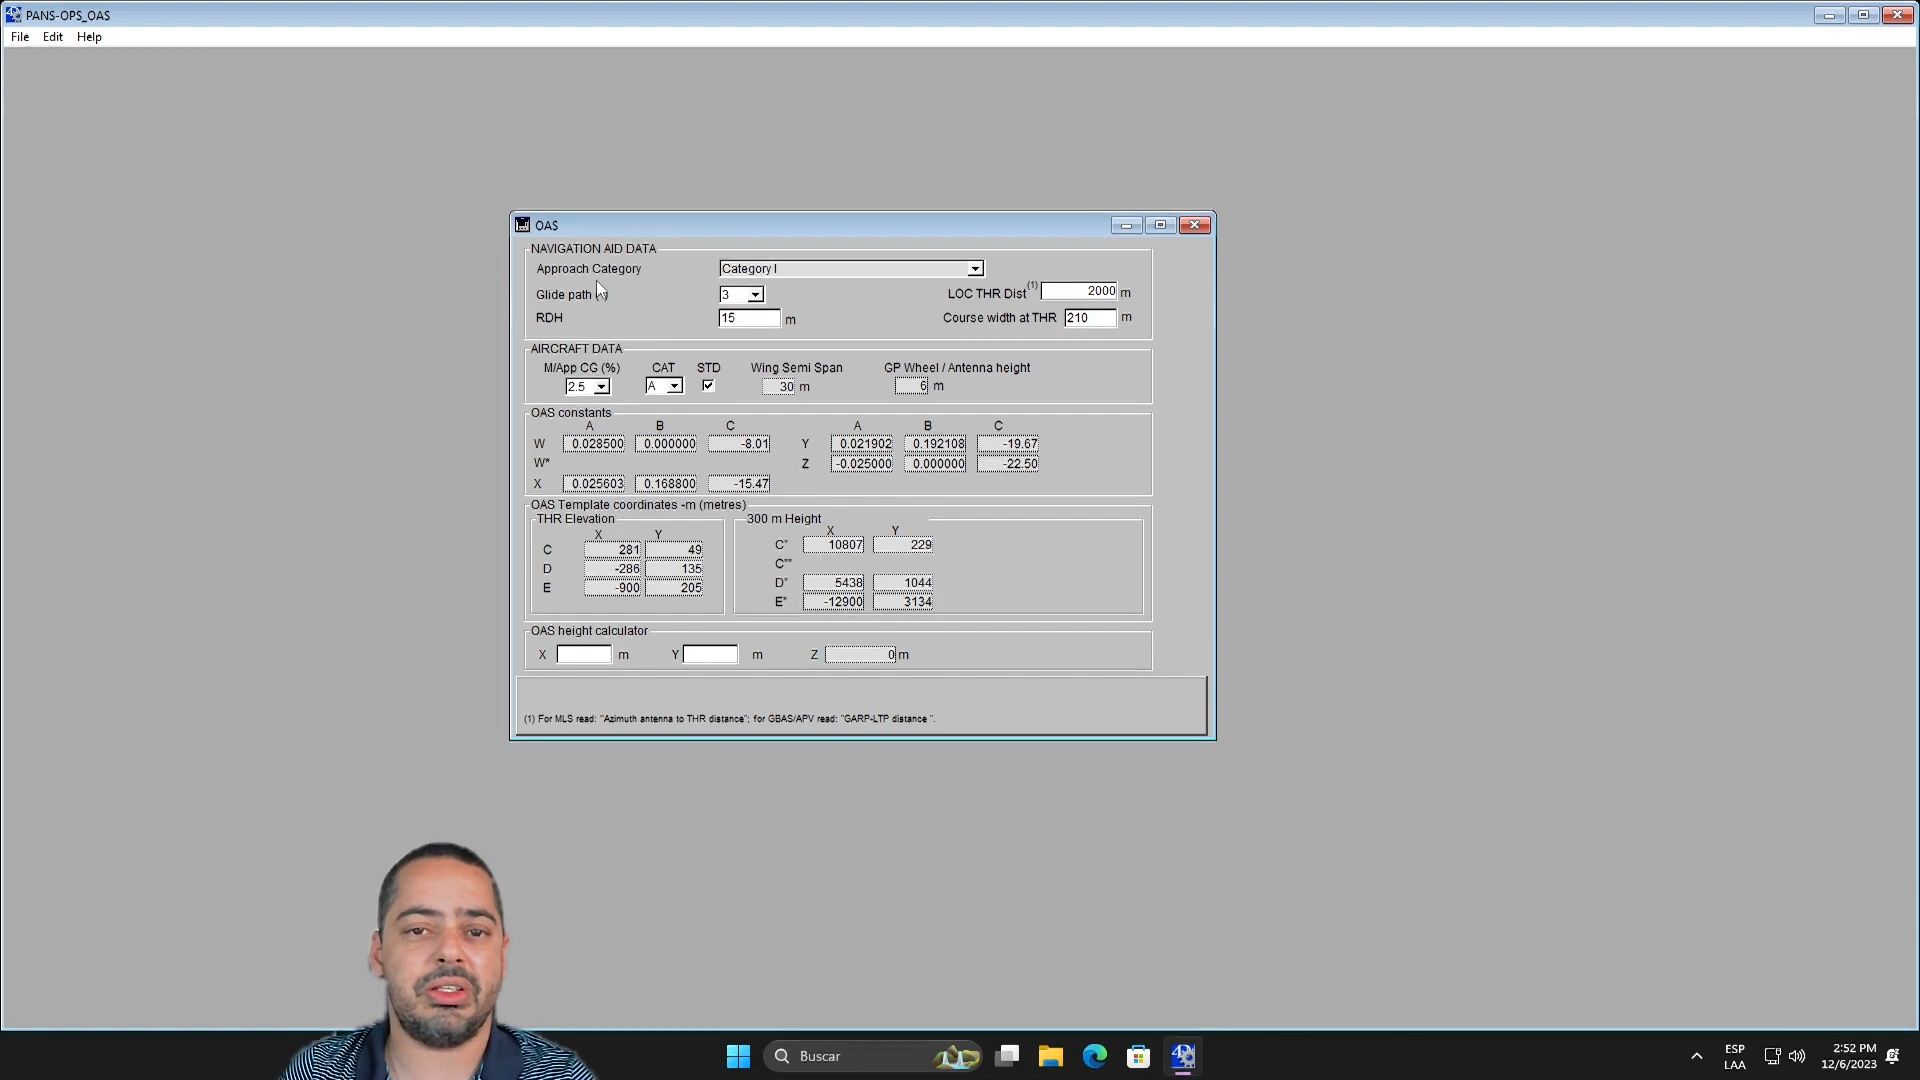 PANS-OPS_OAS
File Edit Help
OAS
NAVIGATION AID DATA
Approach Category Category I
Glide path 3 LOC THR Dist (1) 2000 m
RDH 15 m Course width at THR 210 m
AIRCRAFT DATA
M/App CG (%) CAT STD Wing Semi Span GP Wheel / Antenna height
2.5 A 30 m 6 m
OAS constants
A B C A B C
W 0.028500 0.000000 -8.01 Y 0.021902 0.192108 -19.67
W* Z -0.025000 0.000000 -22.50
X 0.025603 0.168800 -15.47
OAS Template coordinates -m (metres)
THR Elevation 300 m Height
X Y X Y
C 281 49 C" 10807 229
D -286 135 C""
E -900 205 D" 5438 1044
E" -12900 3134
OAS height calculator
X m Y m Z 0 m
(1) For MLS read: "Azimuth antenna to THR distance"; for GBAS/APV read: "GARP-LTP distance ".
Buscar
ESP
LAA
2:52 PM
12/6/2023